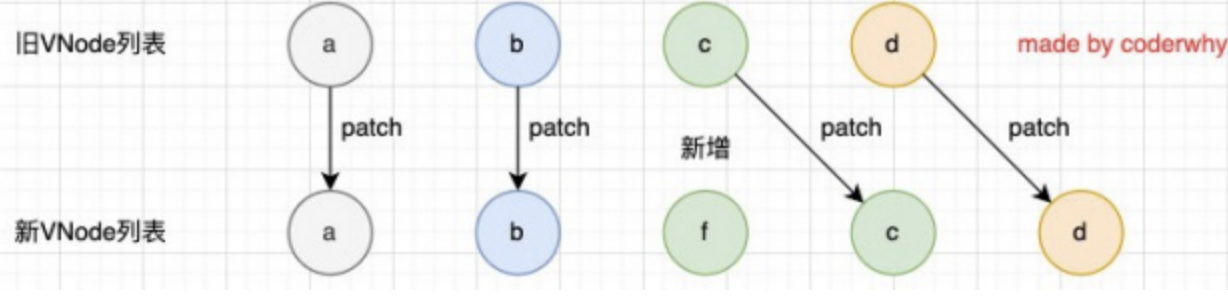 旧VNode列表 a b c d made by coderwhy
patch patch 新增 patch patch
新VNode列表 a b f c d